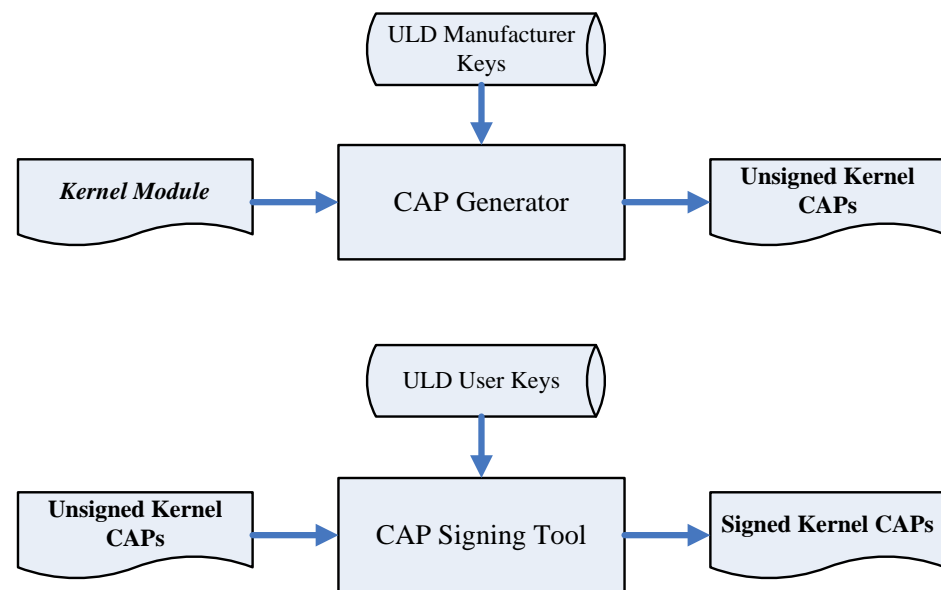 ULD Manufacturer
Keys
Kernel Module
CAP Generator
Unsigned Kernel
CAPs
ULD User Keys
Unsigned Kernel
CAPs
CAP Signing Tool
Signed Kernel CAPs